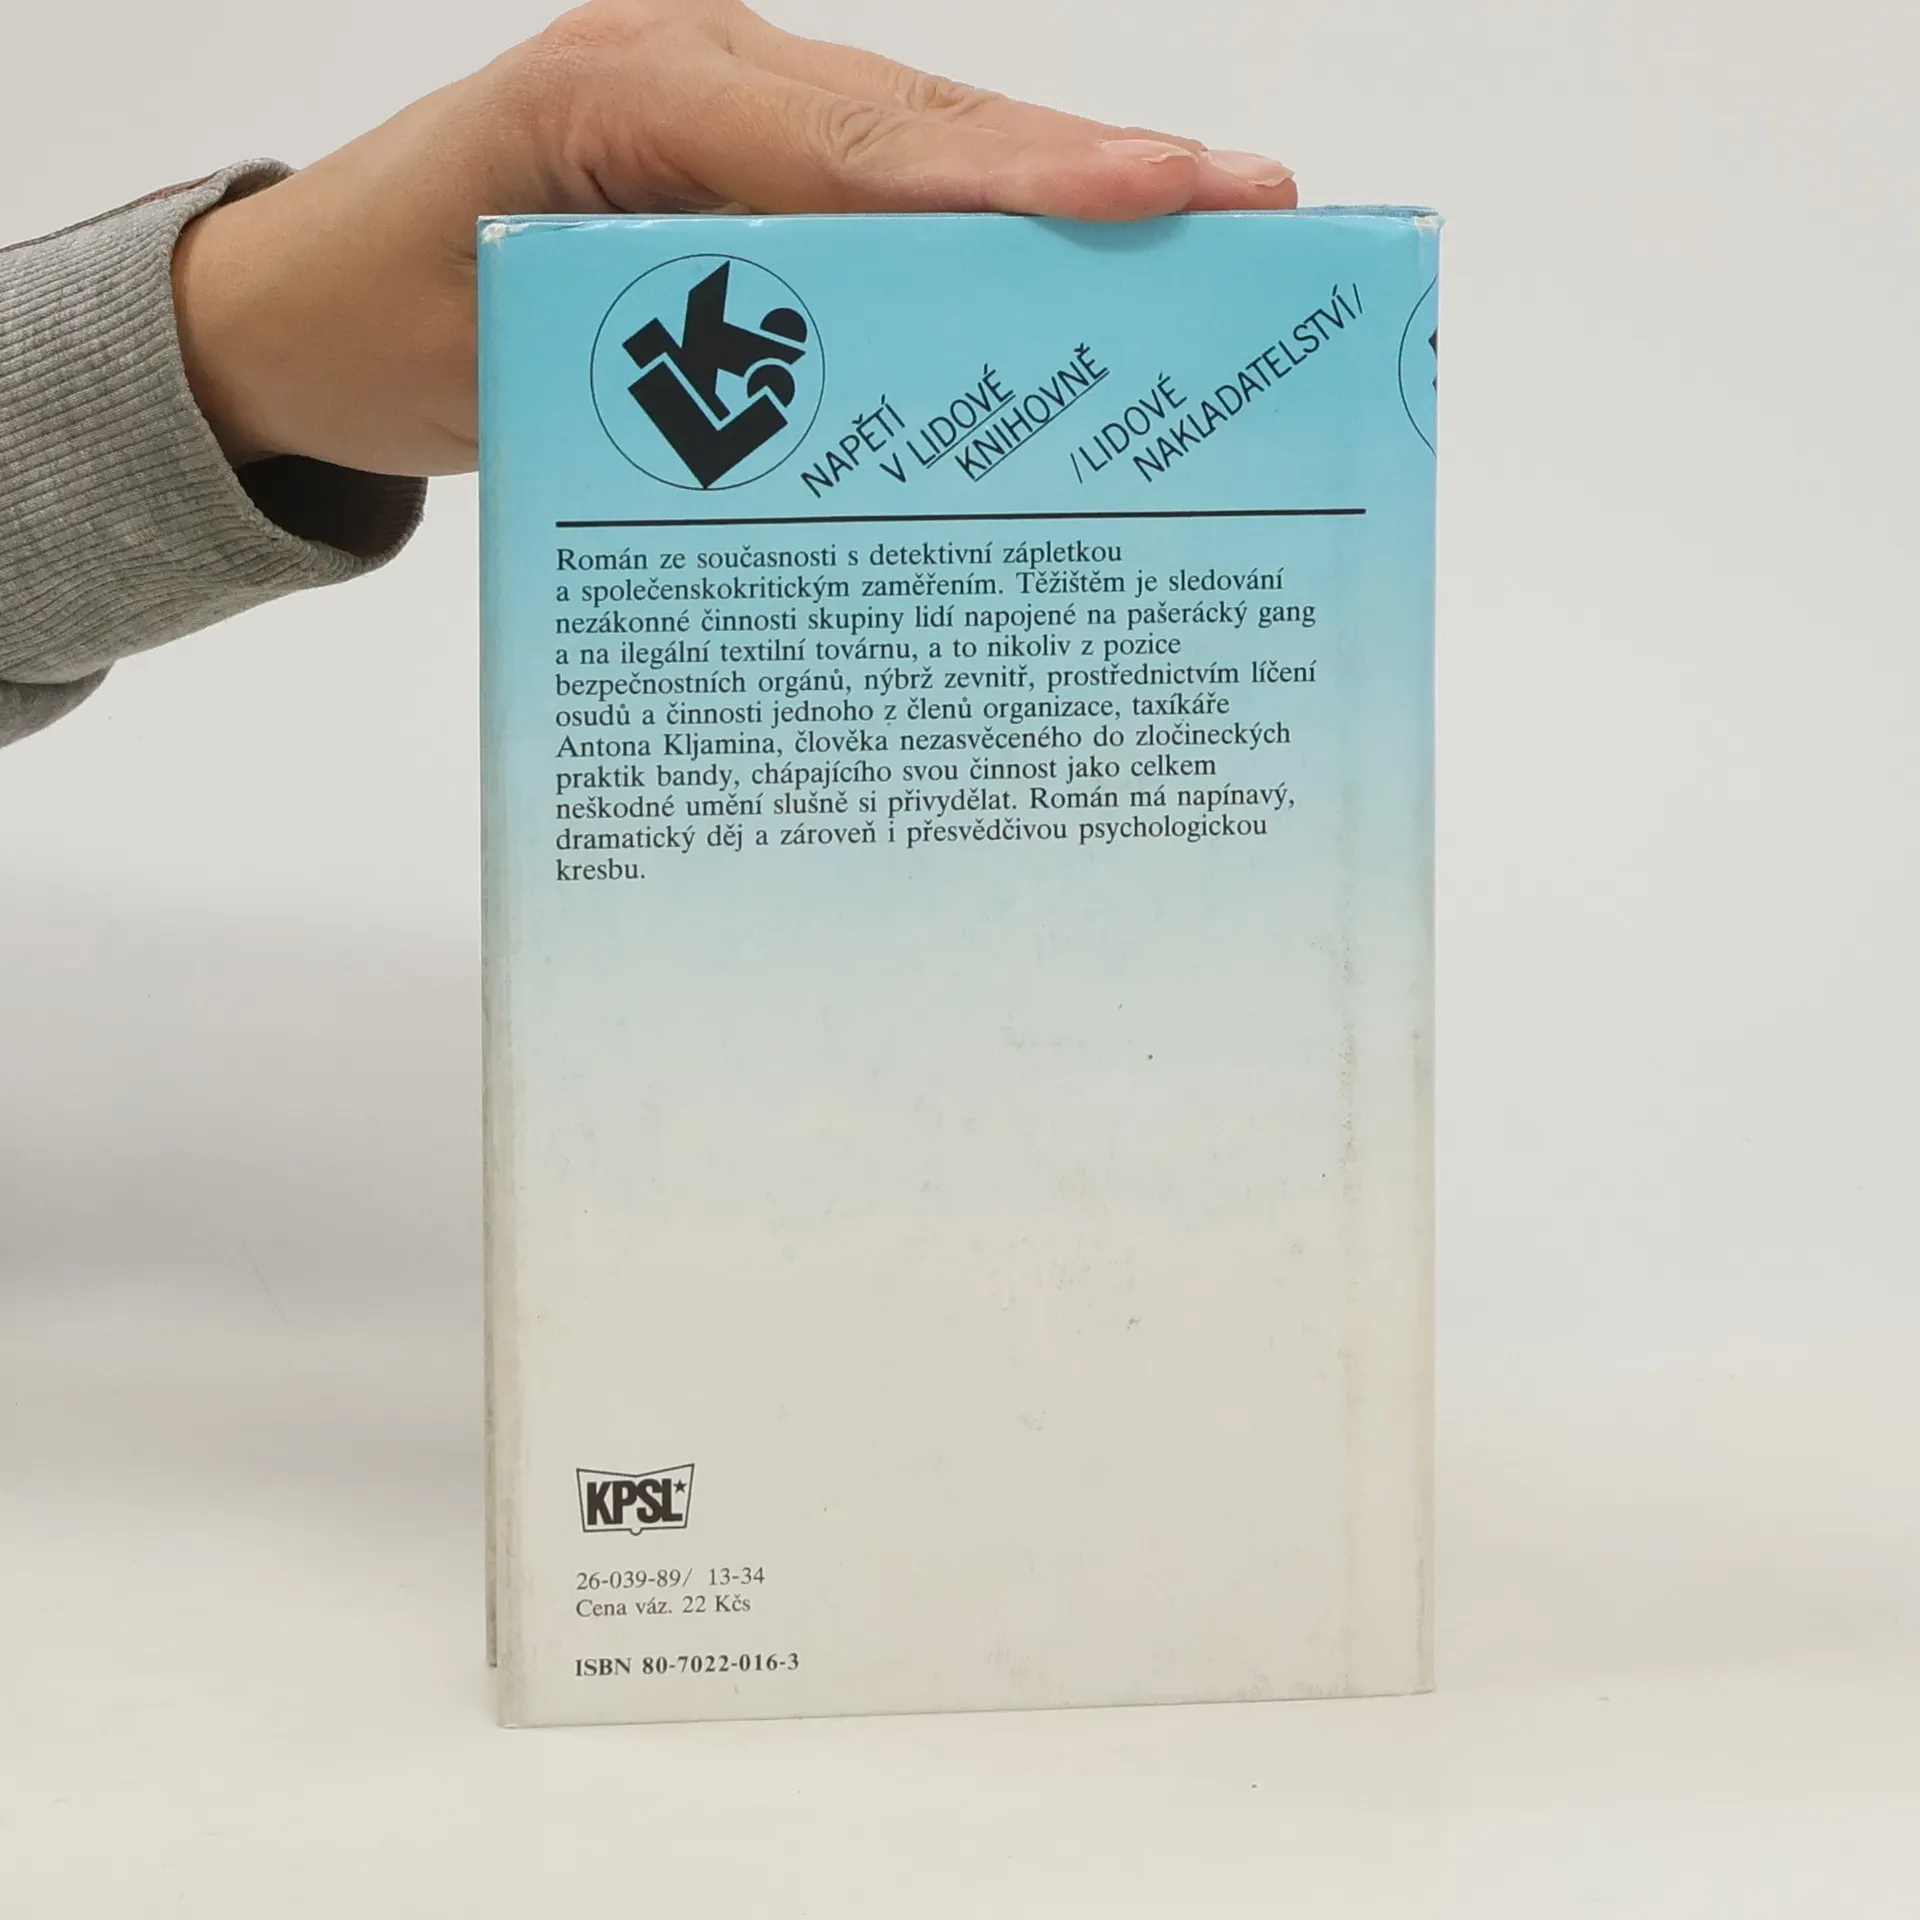 LK
NAPĚTÍ
V LIDOVÉ
KNIHOVNĚ
/LIDOVÉ
NAKLADATELSTVÍ/
Román ze současnosti s detektivní zápletkou
a společenskokritickým zaměřením. Těžištěm je sledování
nezákonné činnosti skupiny lidí napojené na pašerácký gang
a na ilegální textilní továrnu, a to nikoliv z pozice
bezpečnostních orgánů, nýbrž zevnitř, prostřednictvím líčení
osudů a činnosti jednoho z členů organizace, taxíkáře
Antona Kljamina, člověka nezasvěceného do zločineckých
praktik bandy, chápajícího svou činnost jako celkem
neškodné umění slušně si přivydělat. Román má napínavý,
dramatický děj a zároveň i přesvědčivou psychologickou
kresbu.
KPSL
26-039-89/ 13-34
Cena váz. 22 Kčs
ISBN 80-7022-016-3